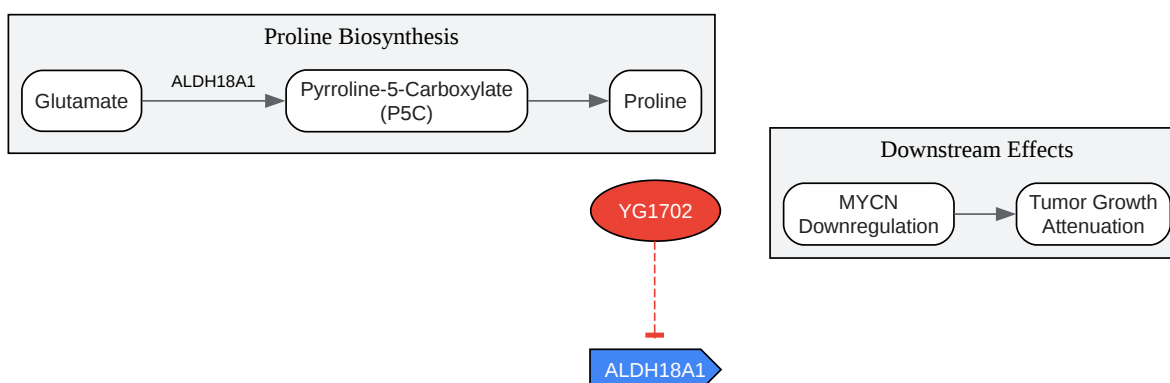 Proline Biosynthesis
Glutamate
ALDH18A1
Pyrroline-5-Carboxylate
(P5C)
Proline
Downstream Effects
MYCN
Downregulation
Tumor Growth
Attenuation
YG1702
ALDH18A1